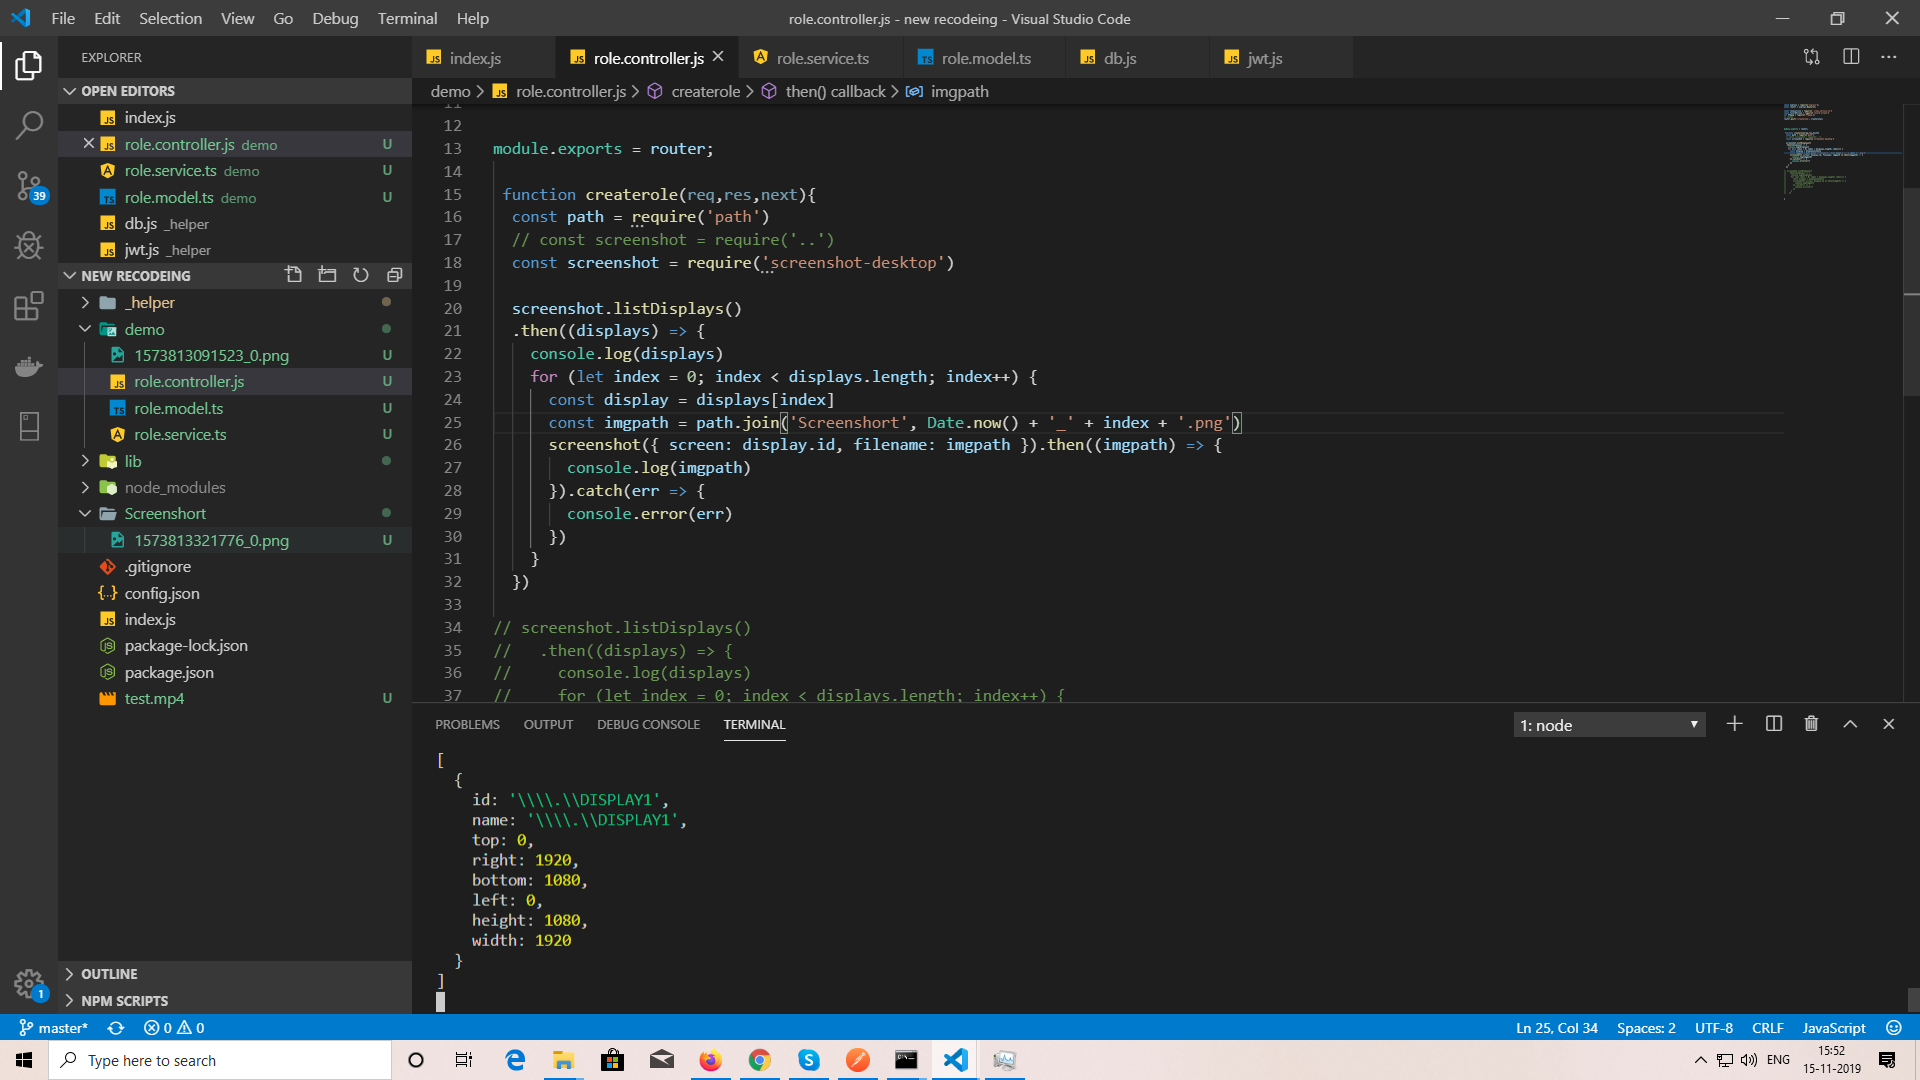 File Edit Selection View Go Debug Terminal Help
role.controller.js - new recodeing - Visual Studio Code
EXPLORER
index.js
role.controller.js
role.service.ts
role.model.ts
db.js
jwt.js
demo > role.controller.js > createrole > then() callback > imgpath
OPEN EDITORS
index.js
role.controller.js demo U
role.service.ts demo U
role.model.ts demo U
db.js _helper
jwt.js _helper
NEW RECODEING
_helper
demo
1573813091523_0.png U
role.controller.js U
role.model.ts U
role.service.ts U
lib
node_modules
Screenshort
1573813321776_0.png U
.gitignore
config.json
index.js
package-lock.json
package.json
test.mp4 U
OUTLINE
NPM SCRIPTS
39
1
11
12
13 module.exports = router;
14
15 function createrole(req,res,next){
16 const path = require('path')
17 // const screenshot = require('..')
18 const screenshot = require('screenshot-desktop')
19
20 screenshot.listDisplays()
21 .then((displays) => {
22 console.log(displays)
23 for (let index = 0; index < displays.length; index++) {
24 const display = displays[index]
25 const imgpath = path.join('Screenshort', Date.now() + '_' + index + '.png')
26 screenshot({ screen: display.id, filename: imgpath }).then((imgpath) => {
27 console.log(imgpath)
28 }).catch(err => {
29 console.error(err)
30 })
31 }
32 })
33
34 // screenshot.listDisplays()
35 // .then((displays) => {
36 // console.log(displays)
37 // for (let index = 0; index < displays.length; index++) {
PROBLEMS OUTPUT DEBUG CONSOLE TERMINAL
1: node
[
{
id: '\\\\.\\DISPLAY1',
name: '\\\\.\\DISPLAY1',
top: 0,
right: 1920,
bottom: 1080,
left: 0,
height: 1080,
width: 1920
}
]
master* 0 0
Ln 25, Col 34 Spaces: 2 UTF-8 CRLF JavaScript
Type here to search
ENG
15:52
15-11-2019